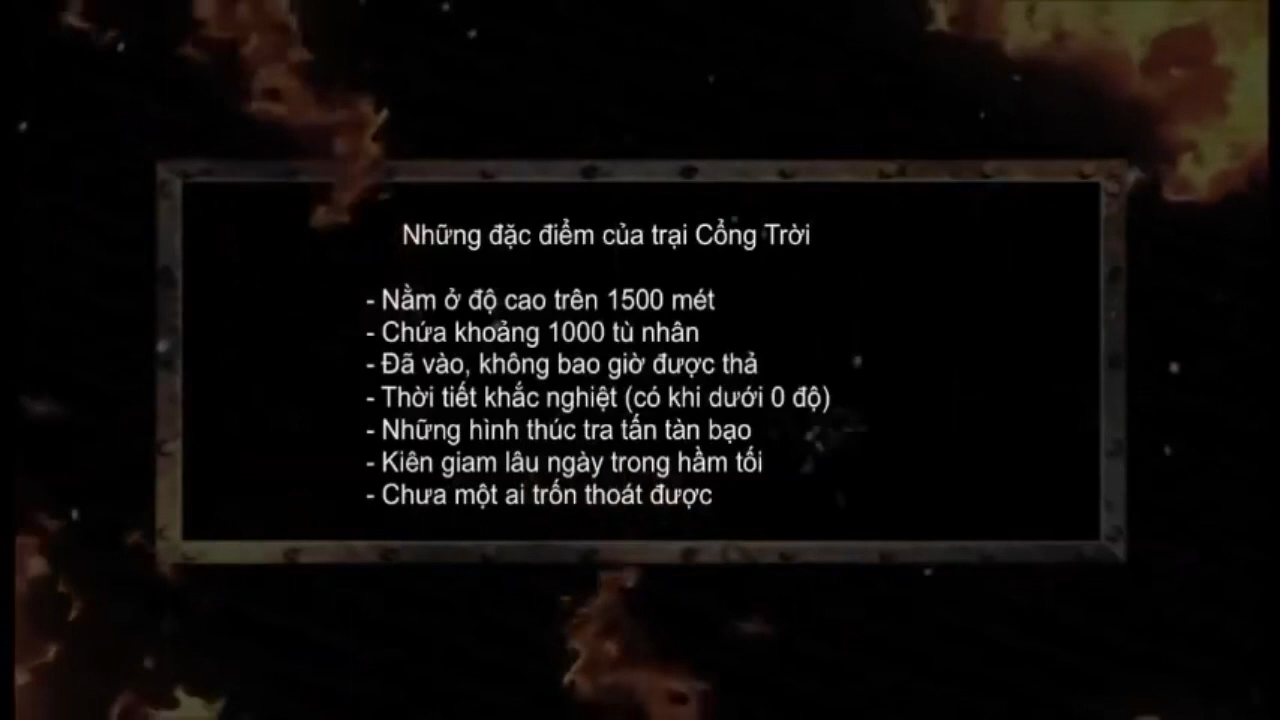 Những đặc điểm của trại Cổng Trời
- Nằm ở độ cao trên 1500 mét
- Chứa khoảng 1000 tù nhân
- Đã vào, không bao giờ được thả
- Thời tiết khắc nghiệt (có khi dưới 0 độ)
- Những hình thúc tra tấn tàn bạo
- Kiên giam lâu ngày trong hầm tối
- Chưa một ai trốn thoát được